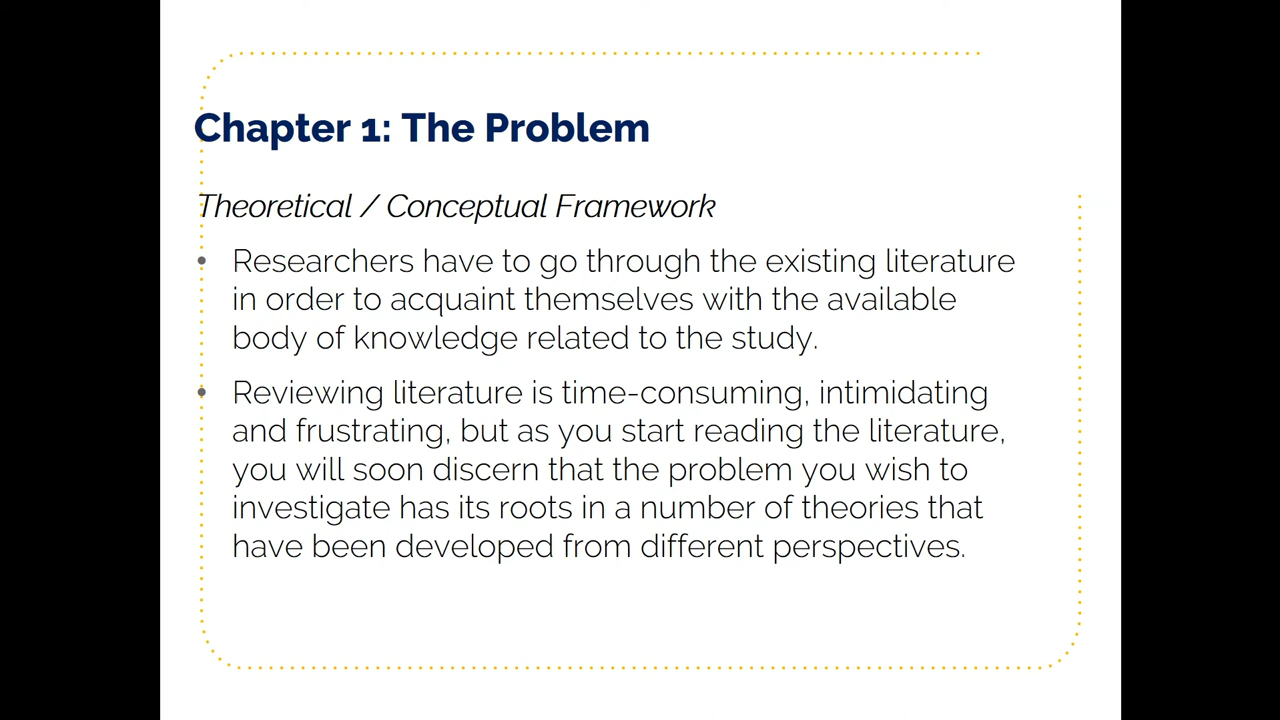 Chapter 1: The Problem
Theoretical / Conceptual Framework
• Researchers have to go through the existing literature
in order to acquaint themselves with the available
body of knowledge related to the study.
• Reviewing literature is time-consuming, intimidating
and frustrating, but as you start reading the literature,
you will soon discern that the problem you wish to
investigate has its roots in a number of theories that
have been developed from different perspectives.